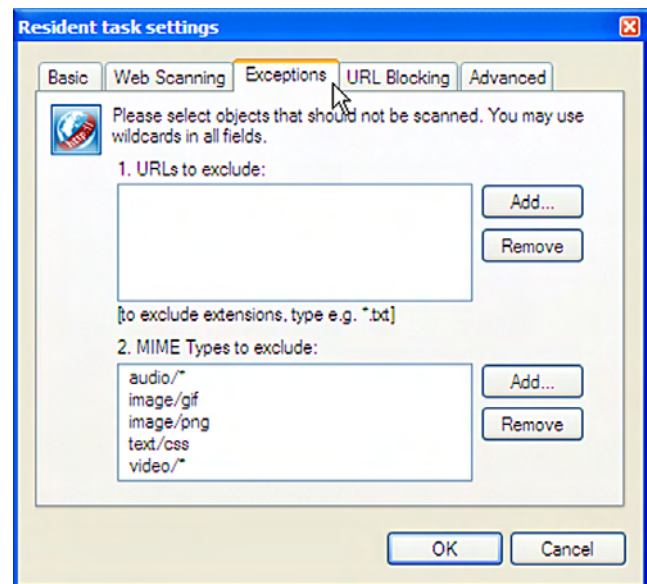 Resident task settings
Basic Web Scanning Exceptions URL Blocking Advanced
http://
Please select objects that should not be scanned. You may use
wildcards in all fields.
1. URLs to exclude:
Add...
Remove
[to exclude extensions, type e.g. *.txt]
2. MIME Types to exclude:
audio/*
image/gif
image/png
text/css
video/*
Add...
Remove
OK Cancel